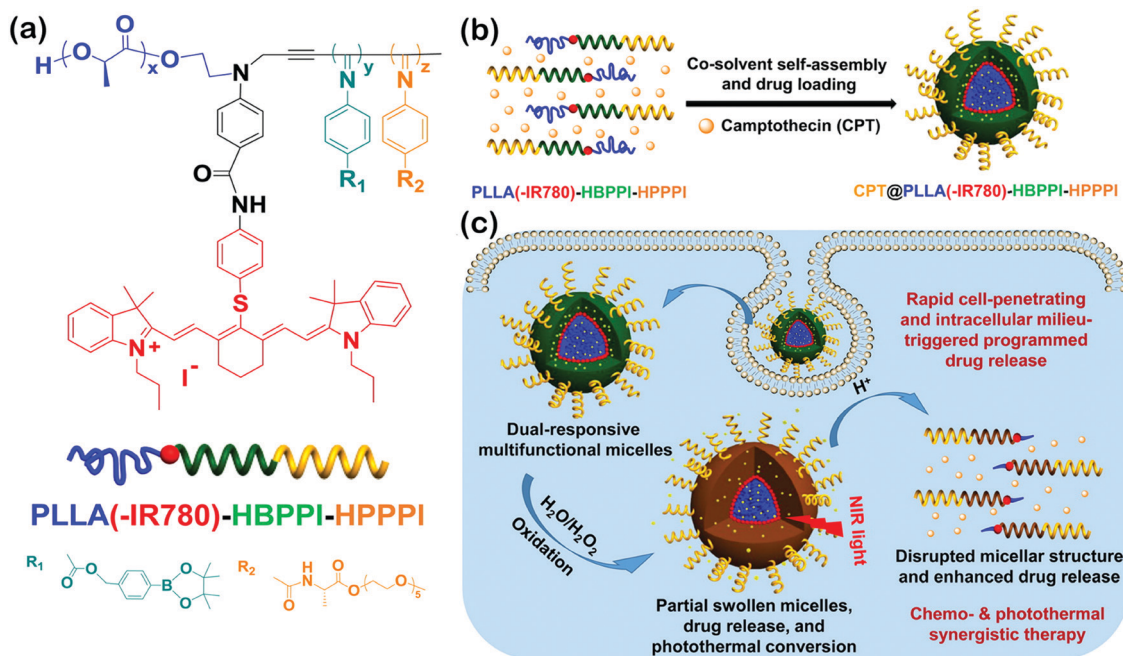 (a)
H
O
O
x
O
N
y
z
N
N
R1
R2
O
NH
S
N+
I-
N
PLLA(-IR780)-HBPPI-HPPPI
R1
O
O
B
O
O
R2
O
H
N
O
O
O
5
(b)
Co-solvent self-assembly
and drug loading
Camptothecin (CPT)
PLLA(-IR780)-HBPPI-HPPPI
CPT@PLLA(-IR780)-HBPPI-HPPPI
(c)
Rapid cell-penetrating
and intracellular milieu-
triggered programmed
drug release
H+
Dual-responsive
multifunctional micelles
H2O/H2O2
Oxidation
NIR light
Partial swollen micelles,
drug release, and
photothermal conversion
Disrupted micellar structure
and enhanced drug release
Chemo- & photothermal
synergistic therapy